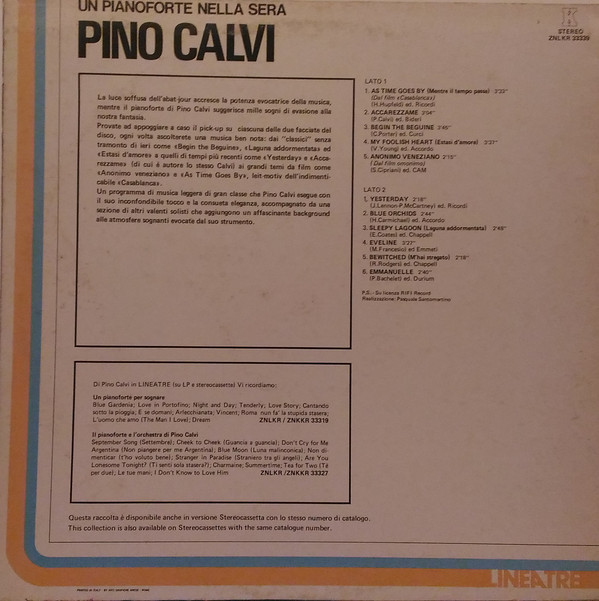 UN PIANOFORTE NELLA SERA
PINO CALVI
STEREO
ZNLKR 33339
La luce soffusa dell'abat-jour accresce la potenza evocatrice della musica,
mentre il pianoforte di Pino Calvi suggerisce mille sogni di evasione alla
nostra fantasia.
Provate ad appoggiare a caso il pick-up su ciascuna delle due facciate del
disco, ogni volta ascolterete una musica ben nota: dai "classici" senza
tramonto di ieri come «Begin the Beguine», «Laguna addormentata» ed
«Estasi d'amore» a quelli di tempi più recenti come «Yesterday» e «Acca-
rezzame» (di cui è autore lo stesso Calvi) ai grandi temi da film come
«Anonimo veneziano» e «As Time Goes By», leit-motiv dell'indimenti-
cabile «Casablanca».
Un programma di musica leggera di gran classe che Pino Calvi esegue con
il suo inconfondibile tocco e la consueta eleganza, accompagnato da una
sezione di altri valenti solisti che aggiungono un affascinante background
alle atmosfere sognanti evocate dal suo strumento.
LATO 1
1. AS TIME GOES BY (Mentre il tempo passa) 3'20"
(Dal film «Casablanca»)
(H.Hupfeld) ed. Ricordi
2. ACCAREZZAME 3'04"
(P.Calvi) ed. Bideri
3. BEGIN THE BEGUINE 3'45"
(C.Porter) ed. Curci
4. MY FOOLISH HEART (Estasi d'amore) 3'37"
(V.Young) ed. Accordo
5. ANONIMO VENEZIANO 2'15"
(Dal film omonimo)
(S.Cipriani) ed. CAM
LATO 2
1. YESTERDAY 2'18"
(J.Lennon-P.McCartney) ed. Ricordi
2. BLUE ORCHIDS 2'44"
(H.Carmichael) ed. Accordo
3. SLEEPY LAGOON (Laguna addormentata) 2'49"
(E.Coates) ed. Chappell
4. EVELINE 3'27"
(M.Francesio) ed Emmeti
5. BEWITCHED (M'hai stregato) 2'18"
(R.Rodgers) ed. Chappell
6. EMMANUELLE 2'40"
(P.Bachelet) ed. Durium
P.S. - Su licenza RIFI Record
Realizzazione: Pasquale Santomartino
Di Pino Calvi in LINEATRE (su LP e stereocassetta) Vi ricordiamo:
Un pianoforte per sognare
Blue Gardenia; Love in Portofino; Night and Day; Tenderly; Love Story; Cantando
sotto la pioggia; E se domani; Arlecchinata; Vincent; Roma nun fa' la stupida stasera;
L'uomo che amo (The Man I Love); Dream ZNLKR / ZNKKR 33319
Il pianoforte e l'orchestra di Pino Calvi
September Song (Settembre); Cheek to Cheek (Guancia a guancia); Don't Cry for Me
Argentina (Non piangere per me Argentina); Blue Moon (Luna malinconica); Non di-
menticar (t'ho voluto bene); Stranger in Paradise (Straniero tra gli angeli), Are You
Lonesome Tonight? (Ti senti sola stasera?); Charmaine; Summertime; Tea for Two (Tè
per due); Le tue mani; I Don't Know to Love Him ZNLKR /ZNKKR 33327
Questa raccolta è disponibile anche in versione Stereocassetta con lo stesso numero di catalogo.
This collection is also available on Stereocassettes with the same catalogue number.
LINEATRE